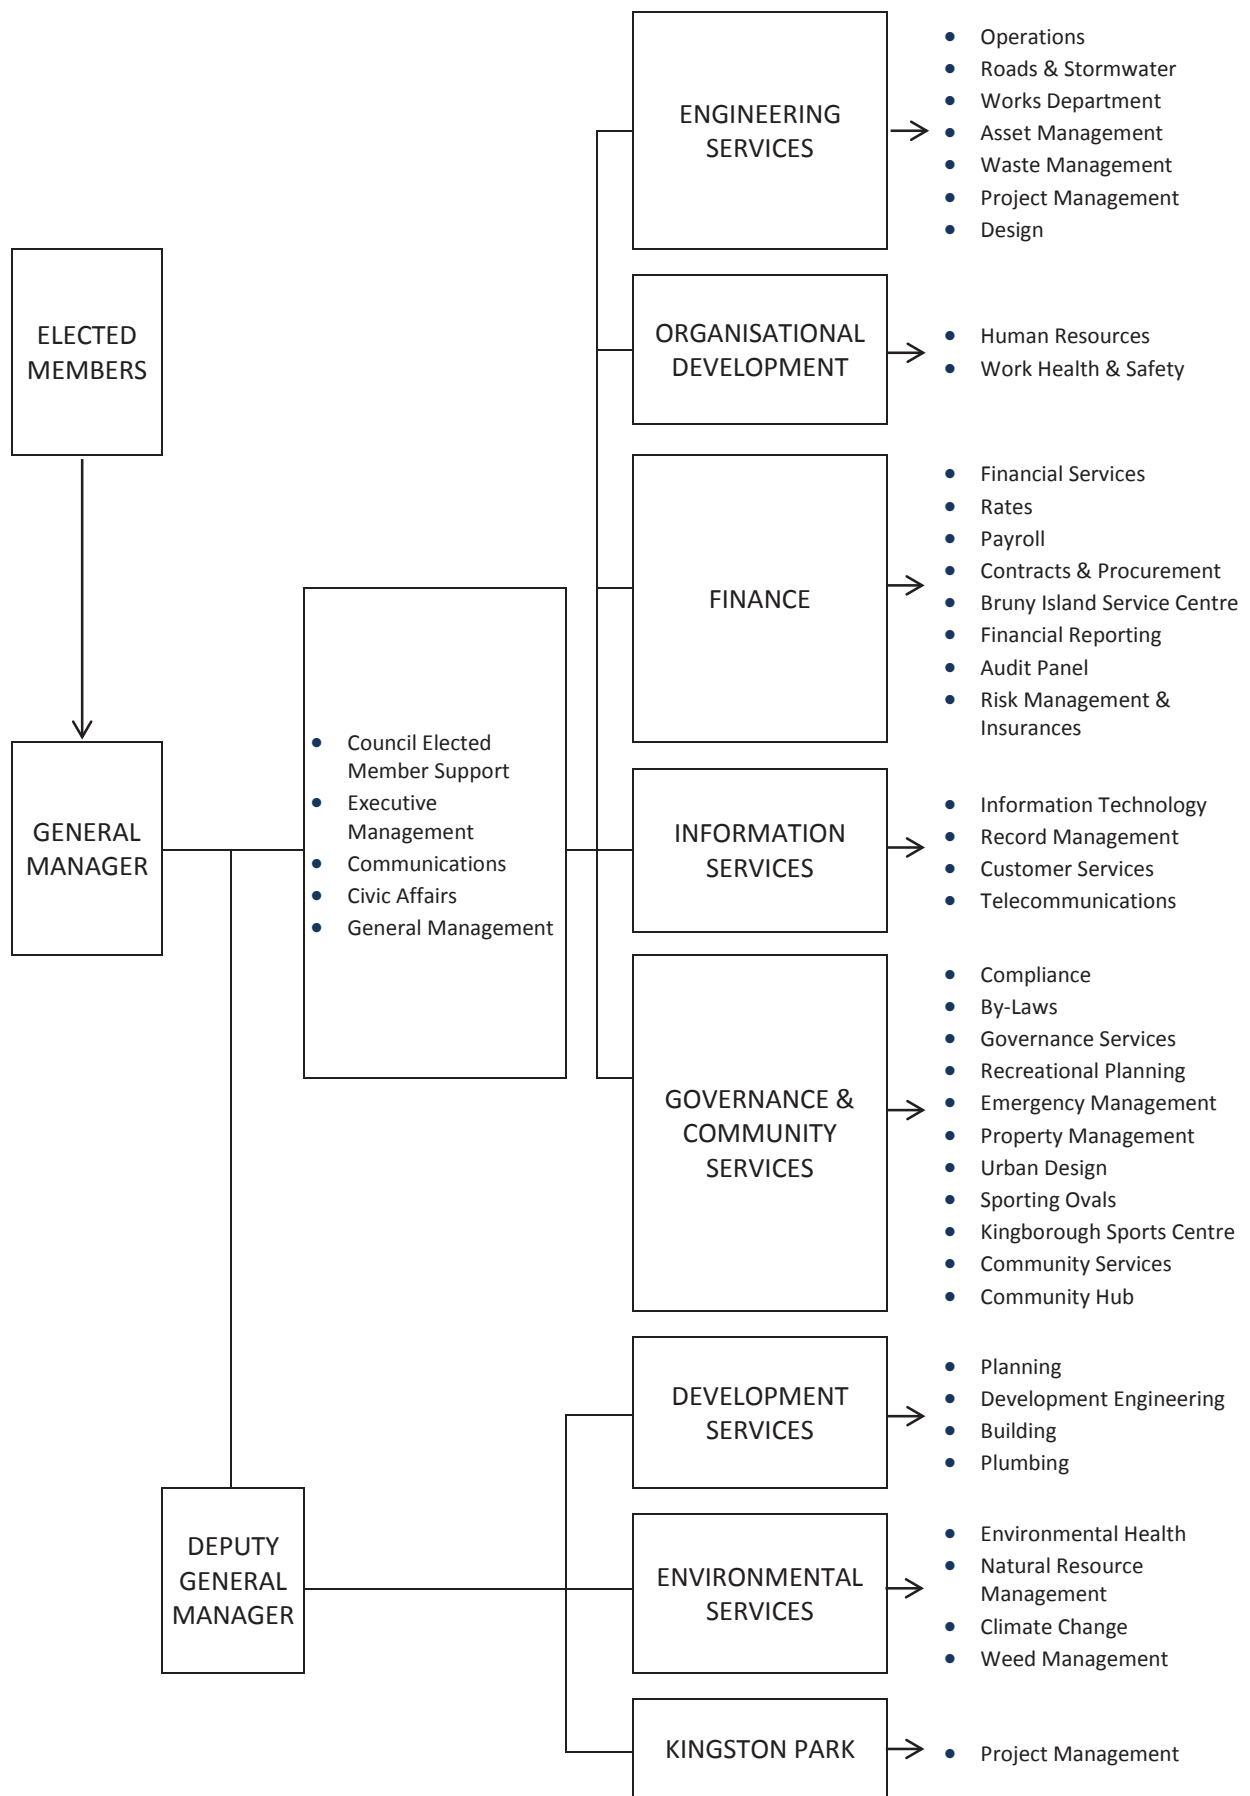 ELECTED
MEMBERS
GENERAL
MANAGER
• Council Elected
Member Support
• Executive
Management
• Communications
• Civic Affairs
• General Management
DEPUTY
GENERAL
MANAGER
ENGINEERING
SERVICES
• Operations
• Roads & Stormwater
• Works Department
• Asset Management
• Waste Management
• Project Management
• Design
ORGANISATIONAL
DEVELOPMENT
• Human Resources
• Work Health & Safety
FINANCE
• Financial Services
• Rates
• Payroll
• Contracts & Procurement
• Bruny Island Service Centre
• Financial Reporting
• Audit Panel
• Risk Management &
Insurances
INFORMATION
SERVICES
• Information Technology
• Record Management
• Customer Services
• Telecommunications
GOVERNANCE &
COMMUNITY
SERVICES
• Compliance
• By-Laws
• Governance Services
• Recreational Planning
• Emergency Management
• Property Management
• Urban Design
• Sporting Ovals
• Kingborough Sports Centre
• Community Services
• Community Hub
DEVELOPMENT
SERVICES
• Planning
• Development Engineering
• Building
• Plumbing
ENVIRONMENTAL
SERVICES
• Environmental Health
• Natural Resource
Management
• Climate Change
• Weed Management
KINGSTON PARK
• Project Management